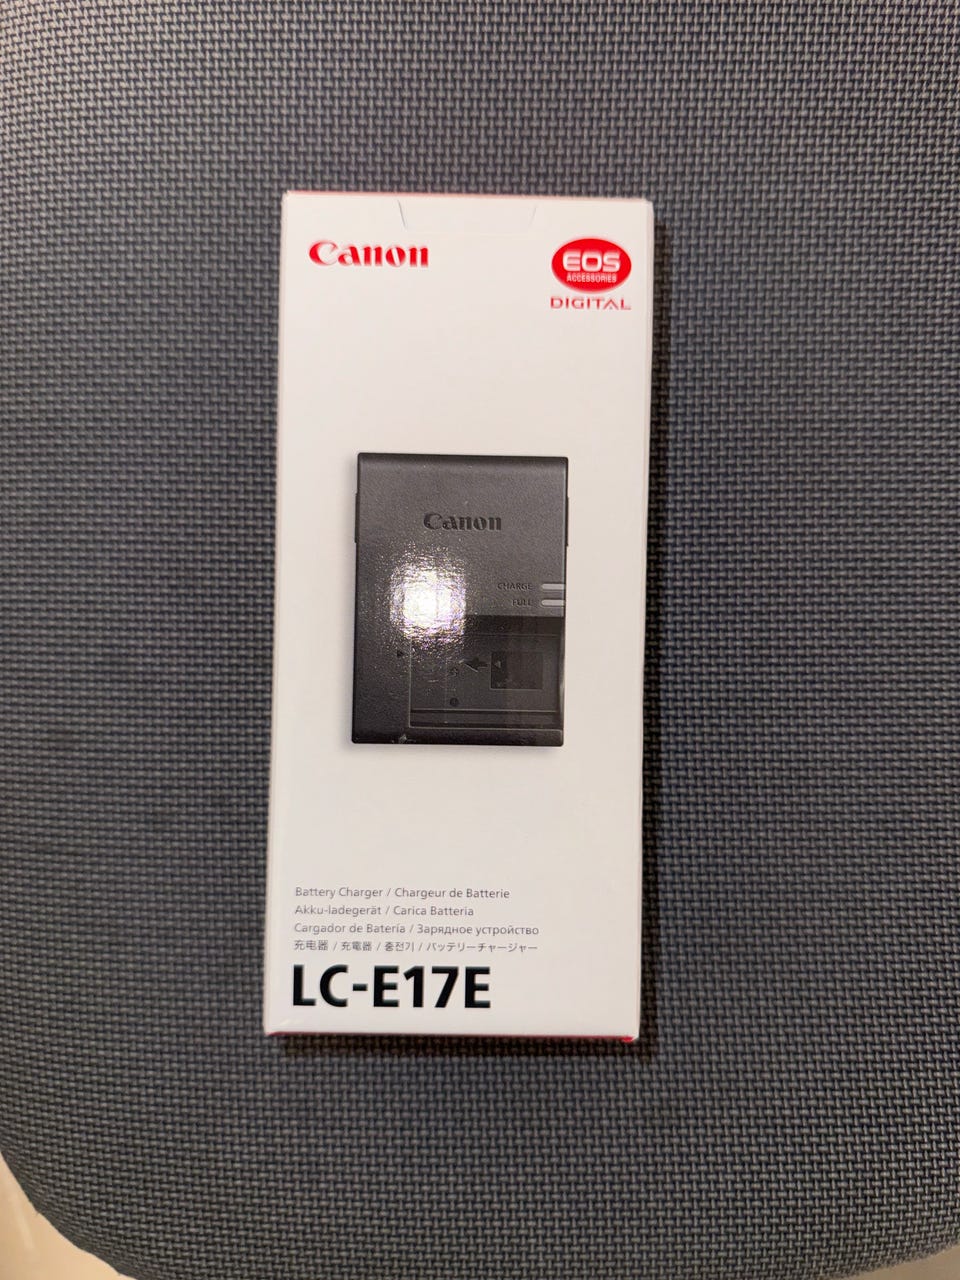 Canon
EOS
ACCESSORIES
DIGITAL
Canon
CHARGE
FULL
Battery Charger / Chargeur de Batterie
Akku-ladegerät / Carica Batteria
Cargador de Batería / Зарядное устройство
充电器 / 充電器 / 충전기 / バッテリーチャージャー
LC-E17E